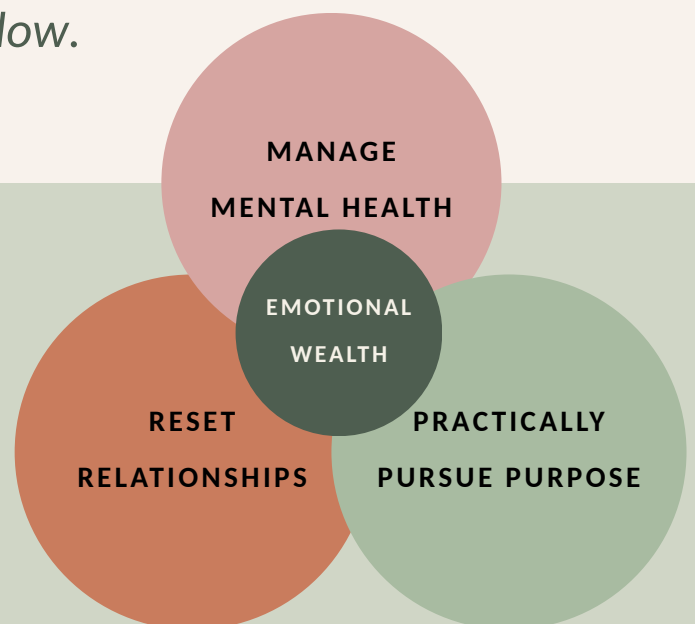 low.
MANAGE
MENTAL HEALTH
EMOTIONAL
WEALTH
RESET
RELATIONSHIPS
PRACTICALLY
PURSUE PURPOSE